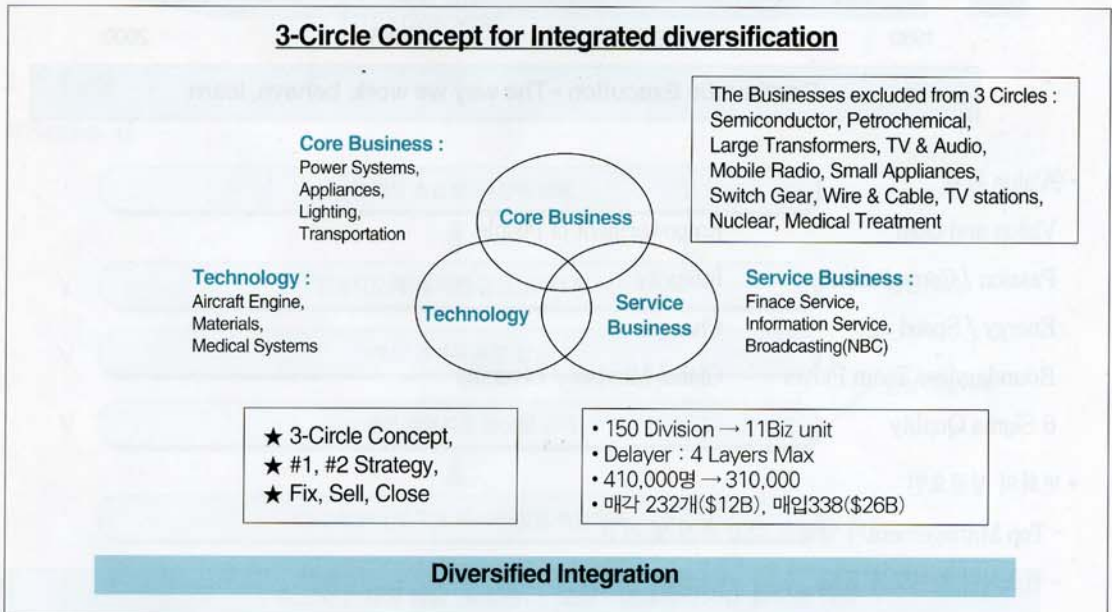 3-Circle Concept for Integrated diversification
The Businesses excluded from 3 Circles :
Semiconductor, Petrochemical,
Large Transformers, TV & Audio,
Mobile Radio, Small Appliances,
Switch Gear, Wire & Cable, TV stations,
Nuclear, Medical Treatment
Core Business :
Power Systems,
Appliances,
Lighting,
Transportation
Core Business
Technology :
Aircraft Engine,
Materials,
Medical Systems
Technology
Service
Business
Service Business :
Finace Service,
Information Service,
Broadcasting(NBC)
★ 3-Circle Concept,
★ #1, #2 Strategy,
★ Fix, Sell, Close
• 150 Division → 11Biz unit
• Delayer : 4 Layers Max
• 410,000명 → 310,000
• 매각 232개($12B), 매입338($26B)
Diversified Integration